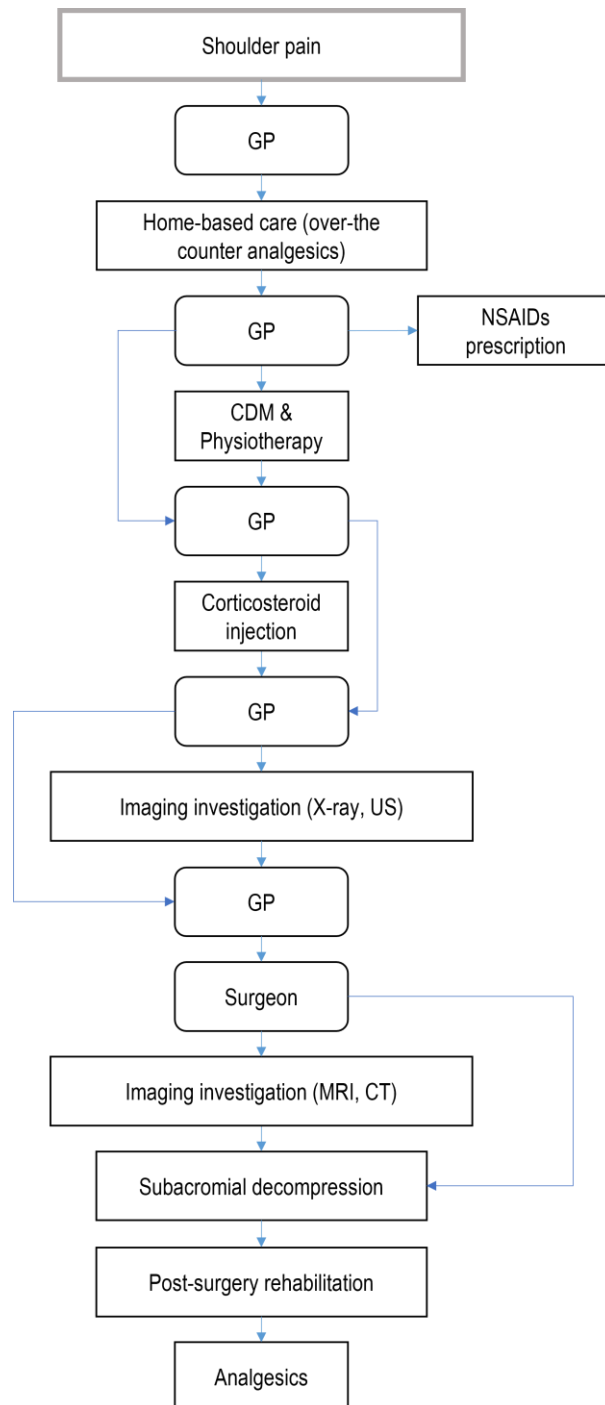 Shoulder pain
GP
Home-based care (over-the
counter analgesics)
GP
NSAIDs
prescription
CDM &
Physiotherapy
GP
Corticosteroid
injection
GP
Imaging investigation (X-ray, US)
GP
Surgeon
Imaging investigation (MRI, CT)
Subacromial decompression
Post-surgery rehabilitation
Analgesics